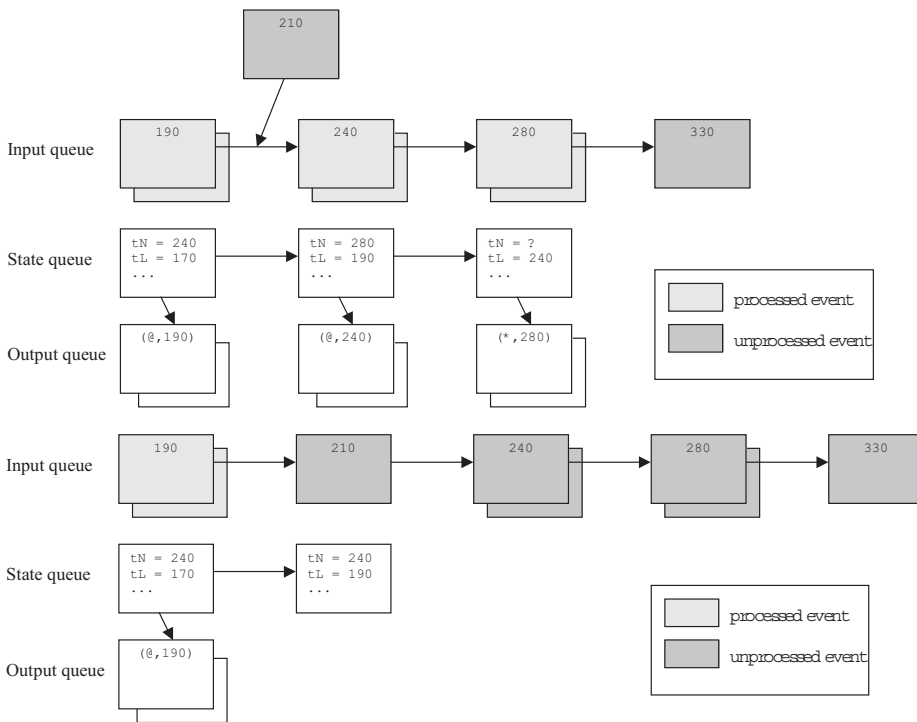 210
Input queue
190
240
280
330
State queue
tN = 240
tL = 170
...
tN = 280
tL = 190
...
tN = ?
tL = 240
...
Output queue
(@,190)
(@,240)
(*,280)
processed event
unprocessed event
Input queue
190
210
240
280
330
State queue
tN = 240
tL = 170
...
tN = 240
tL = 190
...
Output queue
(@,190)
processed event
unprocessed event